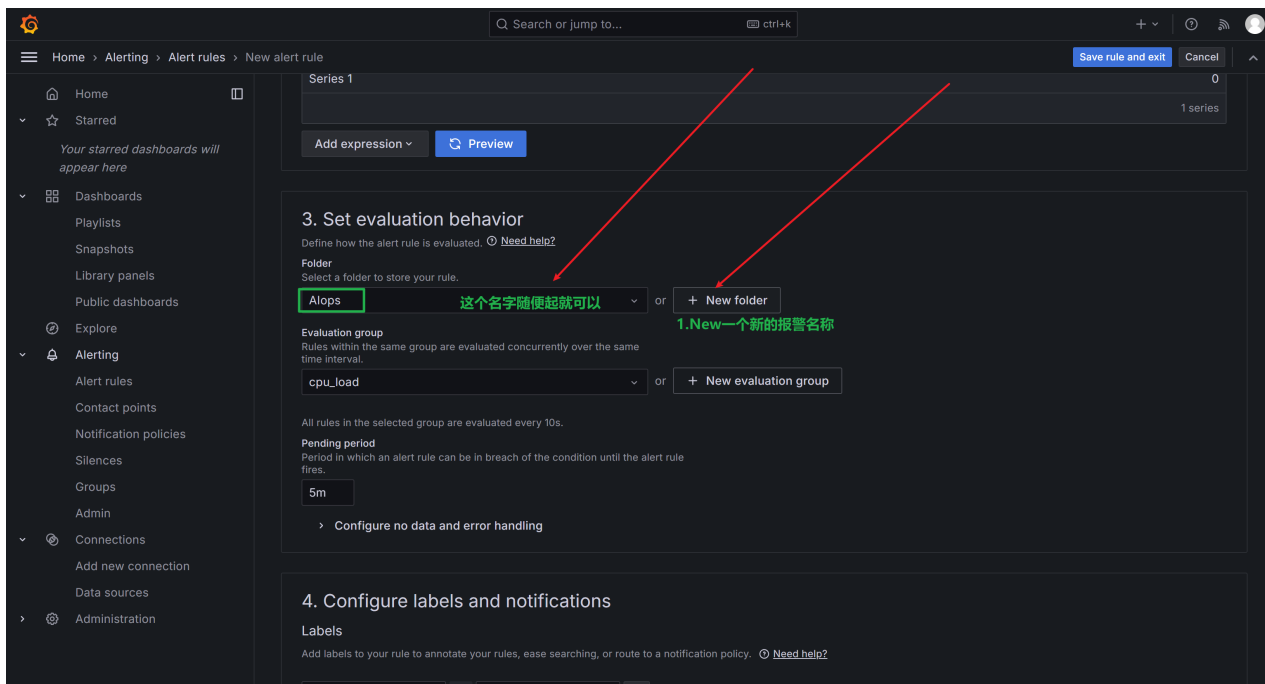 Search or jump to...
ctrl+k
Home › Alerting › Alert rules › New alert rule
Save rule and exit
Cancel
Home
Starred
Your starred dashboards will
appear here
Dashboards
Playlists
Snapshots
Library panels
Public dashboards
Explore
Alerting
Alert rules
Contact points
Notification policies
Silences
Groups
Admin
Connections
Add new connection
Data sources
Administration
Series 1 0
1 series
Add expression
Preview
3. Set evaluation behavior
Define how the alert rule is evaluated. Need help?
Folder
Select a folder to store your rule.
AIops 这个名字随便起就可以 or + New folder
1.New一个新的报警名称
Evaluation group
Rules within the same group are evaluated concurrently over the same
time interval.
cpu_load or + New evaluation group
All rules in the selected group are evaluated every 10s.
Pending period
Period in which an alert rule can be in breach of the condition until the alert rule
fires.
5m
Configure no data and error handling
4. Configure labels and notifications
Labels
Add labels to your rule to annotate your rules, ease searching, or route to a notification policy. Need help?